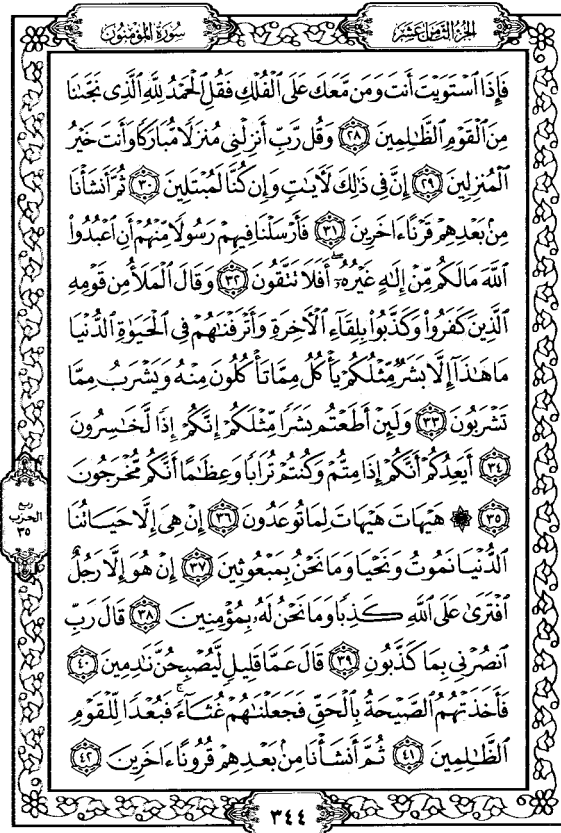 سُورَةُ المُؤْمِنُونَ
الجُزْءُ الثَّامِنَ عَشَرَ
فَإِذَا ٱسْتَوَيْتَ أَنتَ وَمَن مَّعَكَ عَلَى ٱلْفُلْكِ فَقُلِ ٱلْحَمْدُ لِلَّهِ ٱلَّذِى نَجَّىٰنَا
مِنَ ٱلْقَوْمِ ٱلظَّـٰلِمِينَ ٢٨ وَقُل رَّبِّ أَنزِلْنِى مُنزَلًا مُّبَارَكًا وَأَنتَ خَيْرُ
ٱلْمُنزِلِينَ ٢٩ إِنَّ فِى ذَٰلِكَ لَأَيَـٰتٍ وَإِن كُنَّا لَمُبْتَلِينَ ٣٠ ثُمَّ أَنشَأْنَا
مِنۢ بَعْدِهِمْ قَرْنًا ءَاخَرِينَ ٣١ فَأَرْسَلْنَا فِيهِمْ رَسُولًا مِّنْهُمْ أَنِ ٱعْبُدُوا۟
ٱللَّهَ مَا لَكُم مِّنْ إِلَـٰهٍ غَيْرُهُۥٓ ۖ أَفَلَا تَتَّقُونَ ٣٢ وَقَالَ ٱلْمَلَأُ مِن قَوْمِهِ
ٱلَّذِينَ كَفَرُوا۟ وَكَذَّبُوا۟ بِلِقَآءِ ٱلْأَخِرَةِ وَأَتْرَفْنَـٰهُمْ فِى ٱلْحَيَوٰةِ ٱلدُّنْيَا
مَا هَـٰذَآ إِلَّا بَشَرٌ مِّثْلُكُمْ يَأْكُلُ مِمَّا تَأْكُلُونَ مِنْهُ وَيَشْرَبُ مِمَّا
تَشْرَبُونَ ٣٣ وَلَئِنْ أَطَعْتُم بَشَرًا مِّثْلَكُمْ إِنَّكُمْ إِذًا لَّخَـٰسِرُونَ
٣٤ أَيَعِدُكُمْ أَنَّكُمْ إِذَا مِتُّمْ وَكُنتُمْ تُرَابًا وَعِظَـٰمًا أَنَّكُم مُّخْرَجُونَ
٣٥ ۞ هَيْهَاتَ هَيْهَاتَ لِمَا تُوعَدُونَ ٣٦ إِنْ هِىَ إِلَّا حَيَاتُنَا
ٱلدُّنْيَا نَمُوتُ وَنَحْيَا وَمَا نَحْنُ بِمَبْعُوثِينَ ٣٧ إِنْ هُوَ إِلَّا رَجُلٌ
ٱفْتَرَىٰ عَلَى ٱللَّهِ كَذِبًا وَمَا نَحْنُ لَهُۥ بِمُؤْمِنِينَ ٣٨ قَالَ رَبِّ
ٱنصُرْنِى بِمَا كَذَّبُونِ ٣٩ قَالَ عَمَّا قَلِيلٍ لَّيُصْبِحُنَّ نَـٰدِمِينَ ٤٠
فَأَخَذَتْهُمُ ٱلصَّيْحَةُ بِٱلْحَقِّ فَجَعَلْنَـٰهُمْ غُثَآءً ۚ فَبُعْدًا لِّلْقَوْمِ
ٱلظَّـٰلِمِينَ ٤١ ثُمَّ أَنشَأْنَا مِنۢ بَعْدِهِمْ قُرُونًا ءَاخَرِينَ ٤٢
ربع
الحزب
٣٥
٣٤٤